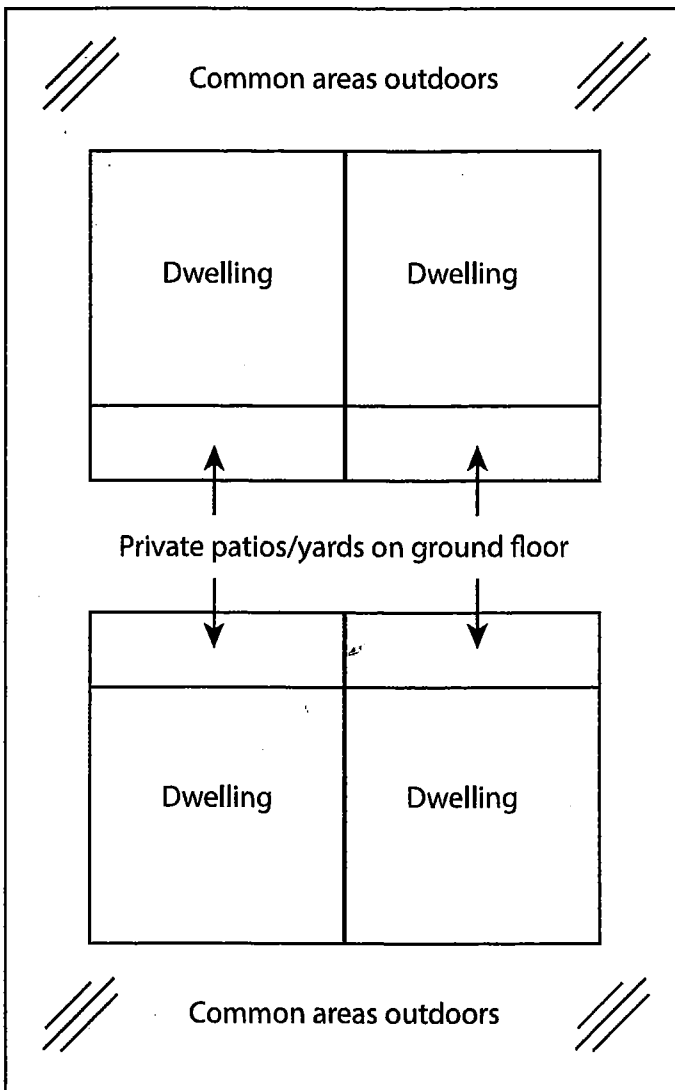 Common areas outdoors
Dwelling
Dwelling
Private patios/yards on ground floor
Dwelling
Dwelling
Common areas outdoors